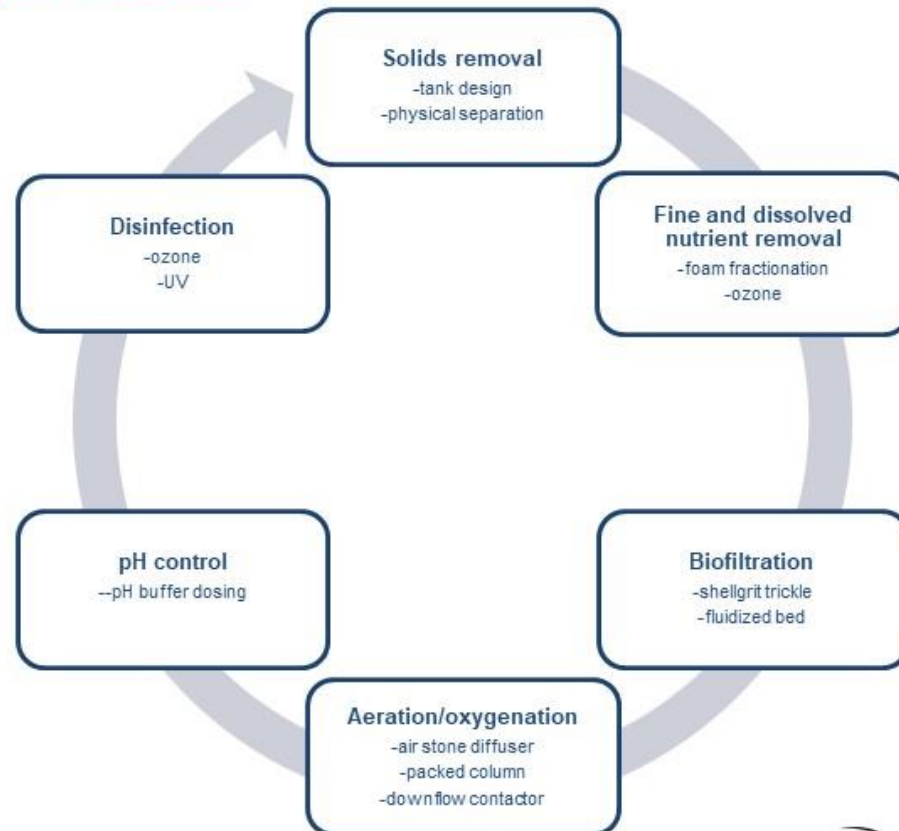 Solids removal
-tank design
-physical separation
Fine and dissolved
nutrient removal
-foam fractionation
-ozone
Biofiltration
-shellgrit trickle
-fluidized bed
Aeration/oxygenation
-air stone diffuser
-packed column
-downflow contactor
pH control
--pH buffer dosing
Disinfection
-ozone
-UV